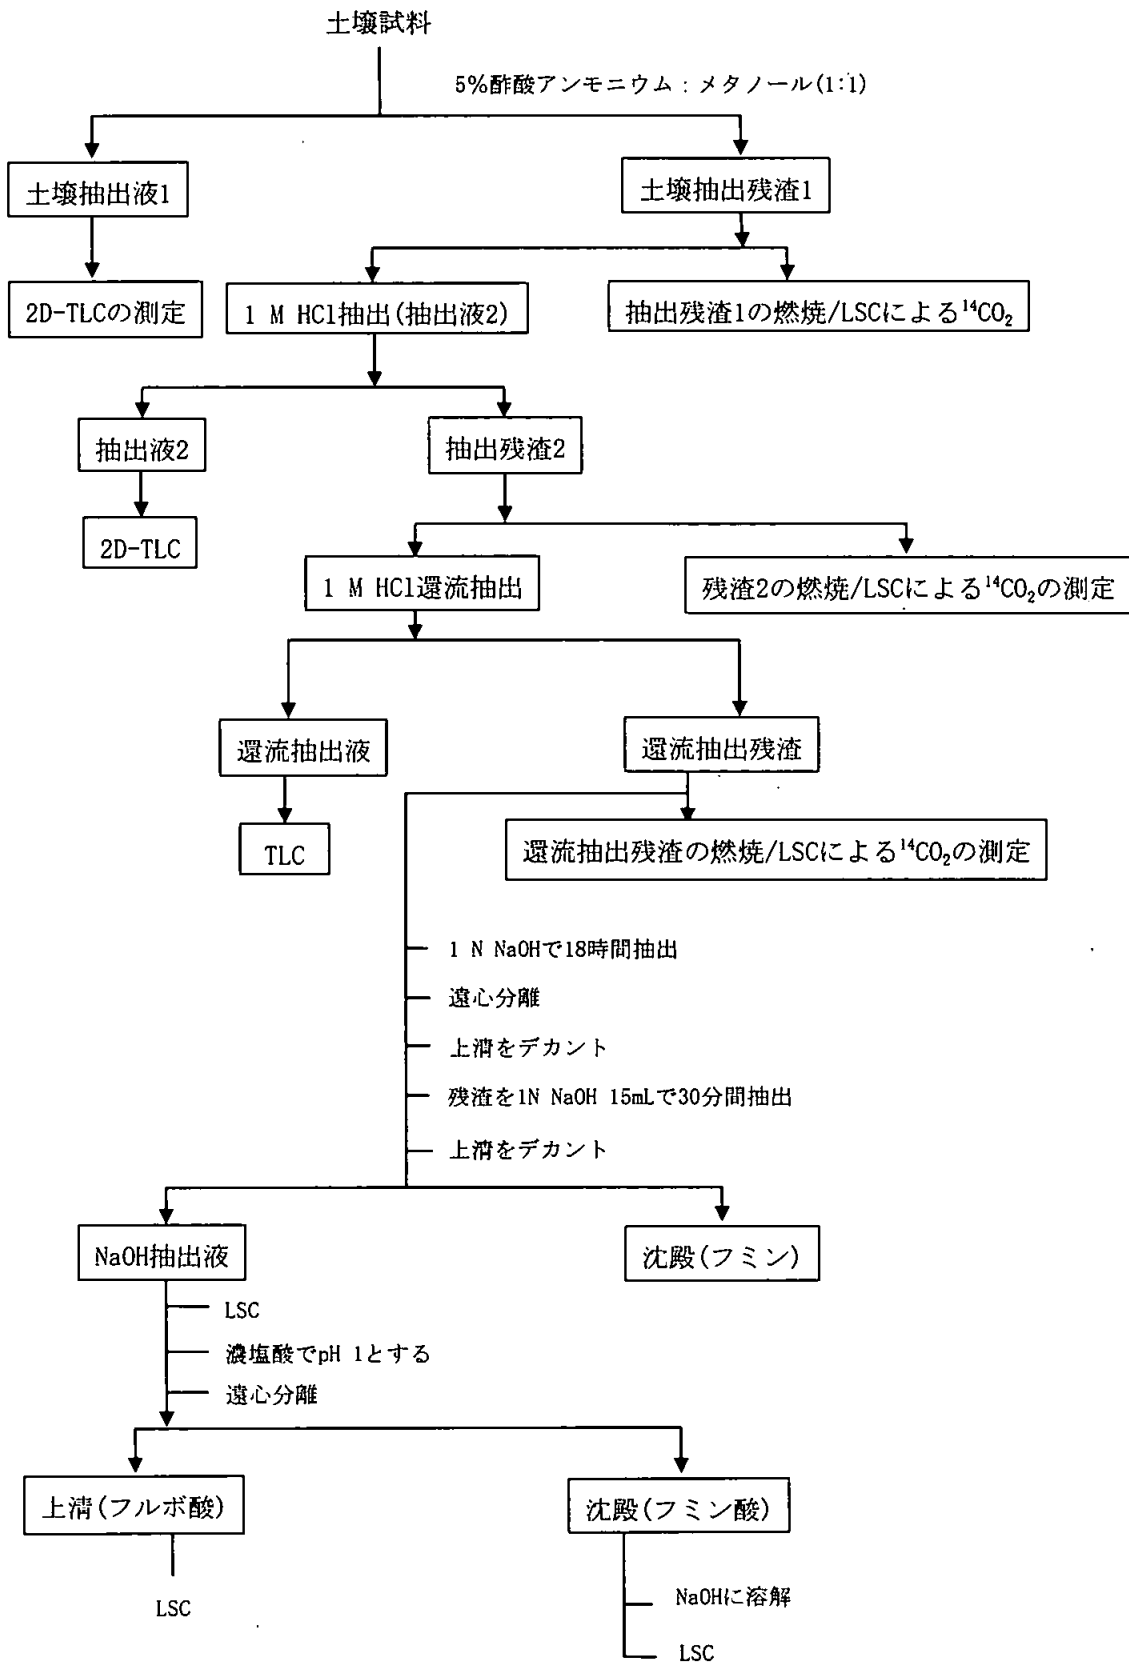 土壌試料
5%酢酸アンモニウム:メタノール(1:1)
土壌抽出液1
土壌抽出残渣1
2D-TLCの測定
1 M HCl抽出(抽出液2)
抽出残渣1の燃焼/LSCによる¹⁴CO₂
抽出液2
抽出残渣2
2D-TLC
1 M HCl還流抽出
残渣2の燃焼/LSCによる¹⁴CO₂の測定
還流抽出液
還流抽出残渣
TLC
還流抽出残渣の燃焼/LSCによる¹⁴CO₂の測定
1 N NaOHで18時間抽出
遠心分離
上清をデカント
残渣を1N NaOH 15mLで30分間抽出
上清をデカント
NaOH抽出液
沈殿(フミン)
LSC
濃塩酸でpH 1とする
遠心分離
上清(フルボ酸)
沈殿(フミン酸)
LSC
NaOHに溶解
LSC